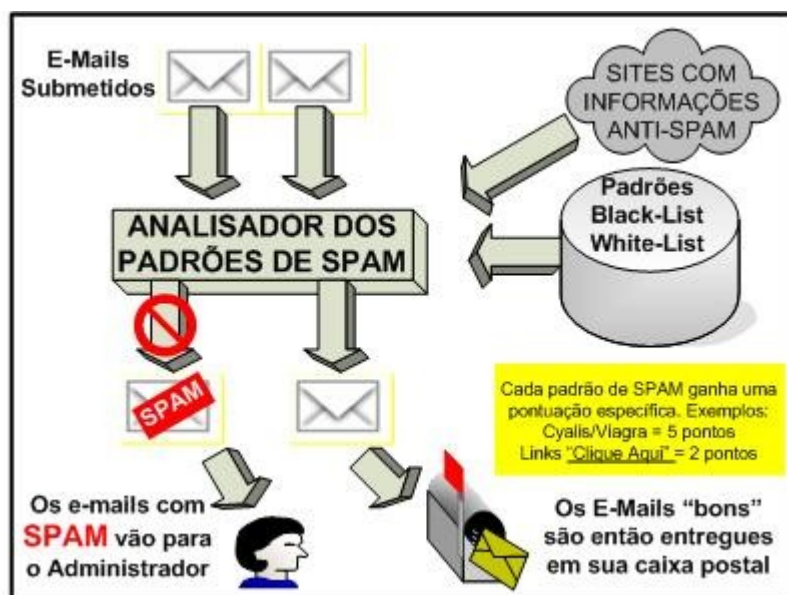 E-Mails
Submetidos
SITES COM
INFORMAÇÕES
ANTI-SPAM
Padrões
Black-List
White-List
ANALISADOR DOS
PADRÕES DE SPAM
SPAM
Cada padrão de SPAM ganha uma
pontuação específica. Exemplos:
Cyalis/Viagra = 5 pontos
Links "Clique Aqui" = 2 pontos
Os e-mails com
SPAM vão para
o Administrador
Os E-Mails “bons”
são então entregues
em sua caixa postal